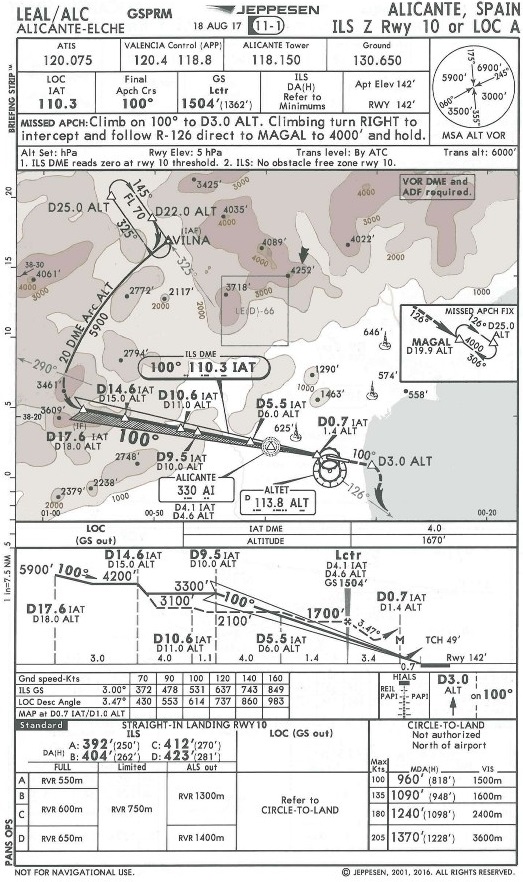 LEAL/ALC
ALICANTE-ELCHE
GSPRM
JEPPESEN
18 AUG 17
11-1
ALICANTE, SPAIN
ILS Z Rwy 10 or LOC A
BRIEFING STRIP™
ATIS
120.075
VALENCIA Control (APP)
120.4 118.8
ALICANTE Tower
118.150
Ground
130.650
LOC
IAT
110.3
Final
Apch Crs
100°
GS
Lctr
1504'(1362')
ILS
DA(H)
Refer to
Minimums
Apt Elev 142'
RWY 142'
MISSED APCH: Climb on 100° to D3.0 ALT. Climbing turn RIGHT to
intercept and follow R-126 direct to MAGAL to 4000' and hold.
Alt Set: hPa Rwy Elev: 5 hPa Trans level: By ATC Trans alt: 6000'
1. ILS DME reads zero at rwy 10 threshold. 2. ILS: No obstacle free zone rwy 10.
175°
5900'
5900'
245°
3000'
060°
3500'
355°
MSA ALT VOR
VOR DME and
ADF required.
20
15
10
5
0
5
D25.0 ALT
145°
FL 70
325°
D22.0 ALT
(IAF)
AVILNA
325°
3425'
3000
4035'
4089'
4000
3000
4252'
4022'
4000
3000
2000
38-30
4061'
4000
3000
2772'
2117'
2000
3718'
3000
LE(D)-66
1000
20 DME Arc ALT
5900
2794'
646'
574'
558'
1290'
1000
1463'
MISSED APCH FIX
126°
126°
D25.0
ALT
4000
306°
MAGAL
D19.9 ALT
ILS DME
100° 110.3 IAT
290°
3461'
3609'
38-20
(IF)
D17.6 IAT
D18.0 ALT
D14.6 IAT
D15.0 ALT
D10.6 IAT
D11.0 ALT
D5.5 IAT
D6.0 ALT
D0.7 IAT
1.4 ALT
625'
100°
D9.5 IAT
D10.0 ALT
2748'
2238'
2379'
2000
1000
ALICANTE
330 AI
D4.1 IAT
D4.6 ALT
ALTET
D 113.8 ALT
100°
D3.0 ALT
126°
01-00
00-50
00-20
LOC
(GS out)
IAT DME
4.0
ALTITUDE
1670'
1 in=7.5 NM
5900'
100°
4200'
D14.6 IAT
D15.0 ALT
D9.5 IAT
D10.0 ALT
3300'
3100'
100°
2100'
1700'
Lctr
D4.1 IAT
D4.6 ALT
GS1504'
D0.7 IAT
D1.4 ALT
D17.6 IAT
D18.0 ALT
D10.6 IAT
D11.0 ALT
D5.5 IAT
D6.0 ALT
3.47°
M
TCH 49'
Rwy 142'
3.0
4.0
1.1
4.0
1.4
3.4
0.7
Gnd speed-Kts 70 90 100 120 140 160
ILS GS 3.00° 372 478 531 637 743 849
LOC Desc Angle 3.47° 430 553 614 737 860 983
MAP at D0.7 IAT/D1.0 ALT
HIALS
REIL
PAPI
PAPI
D3.0
ALT
on 100°
Standard
STRAIGHT-IN LANDING RWY10
ILS
DA(H)
A: 392'(250') C: 412'(270')
B: 404'(262') D: 423'(281')
LOC (GS out)
CIRCLE-TO-LAND
Not authorized
North of airport
FULL
Limited
ALS out
Max
Kts
MDA(H)
VIS
A
B
C
D
RVR 550m
RVR 600m
RVR 650m
RVR 750m
RVR 1300m
RVR 1400m
Refer to
CIRCLE-TO-LAND
100 960' (818') 1500m
135 1090' (948') 1600m
180 1240'(1098') 2400m
205 1370'(1228') 3600m
PANS OPS
NOT FOR NAVIGATIONAL USE.
© JEPPESEN, 2001, 2016. ALL RIGHTS RESERVED.